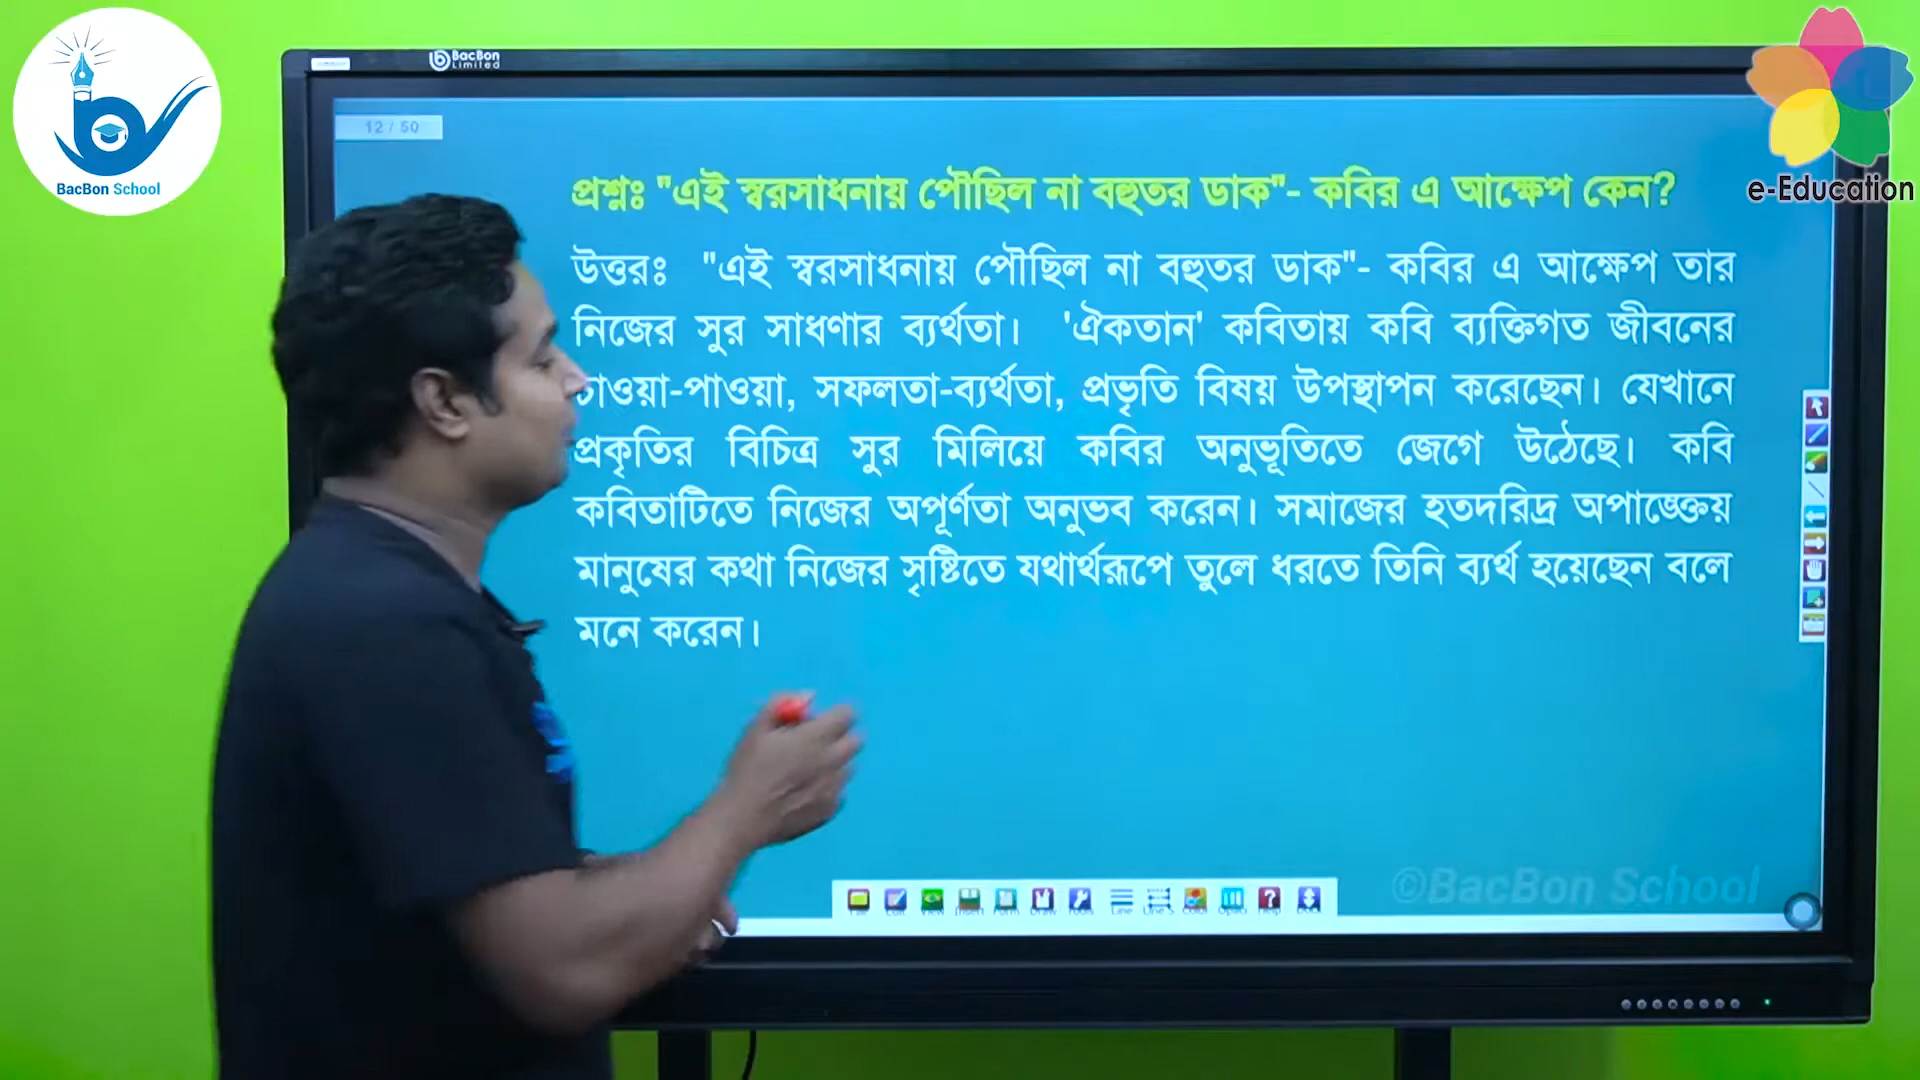 BacBon
Limited
12 / 50
BacBon School
e-Education
প্রশ্নঃ "এই স্বরসাধনায় পৌছিল না বহুতর ডাক"- কবির এ আক্ষেপ কেন?
উত্তরঃ "এই স্বরসাধনায় পৌছিল না বহুতর ডাক"- কবির এ আক্ষেপ তার
নিজের সুর সাধণার ব্যর্থতা। 'ঐকতান' কবিতায় কবি ব্যক্তিগত জীবনের
চাওয়া-পাওয়া, সফলতা-ব্যর্থতা, প্রভৃতি বিষয় উপস্থাপন করেছেন। যেখানে
প্রকৃতির বিচিত্র সুর মিলিয়ে কবির অনুভূতিতে জেগে উঠেছে। কবি
কবিতাটিতে নিজের অপূর্ণতা অনুভব করেন। সমাজের হতদরিদ্র অপাঙ্ক্তেয়
মানুষের কথা নিজের সৃষ্টিতে যথার্থরূপে তুলে ধরতে তিনি ব্যর্থ হয়েছেন বলে
মনে করেন।
©BacBon School